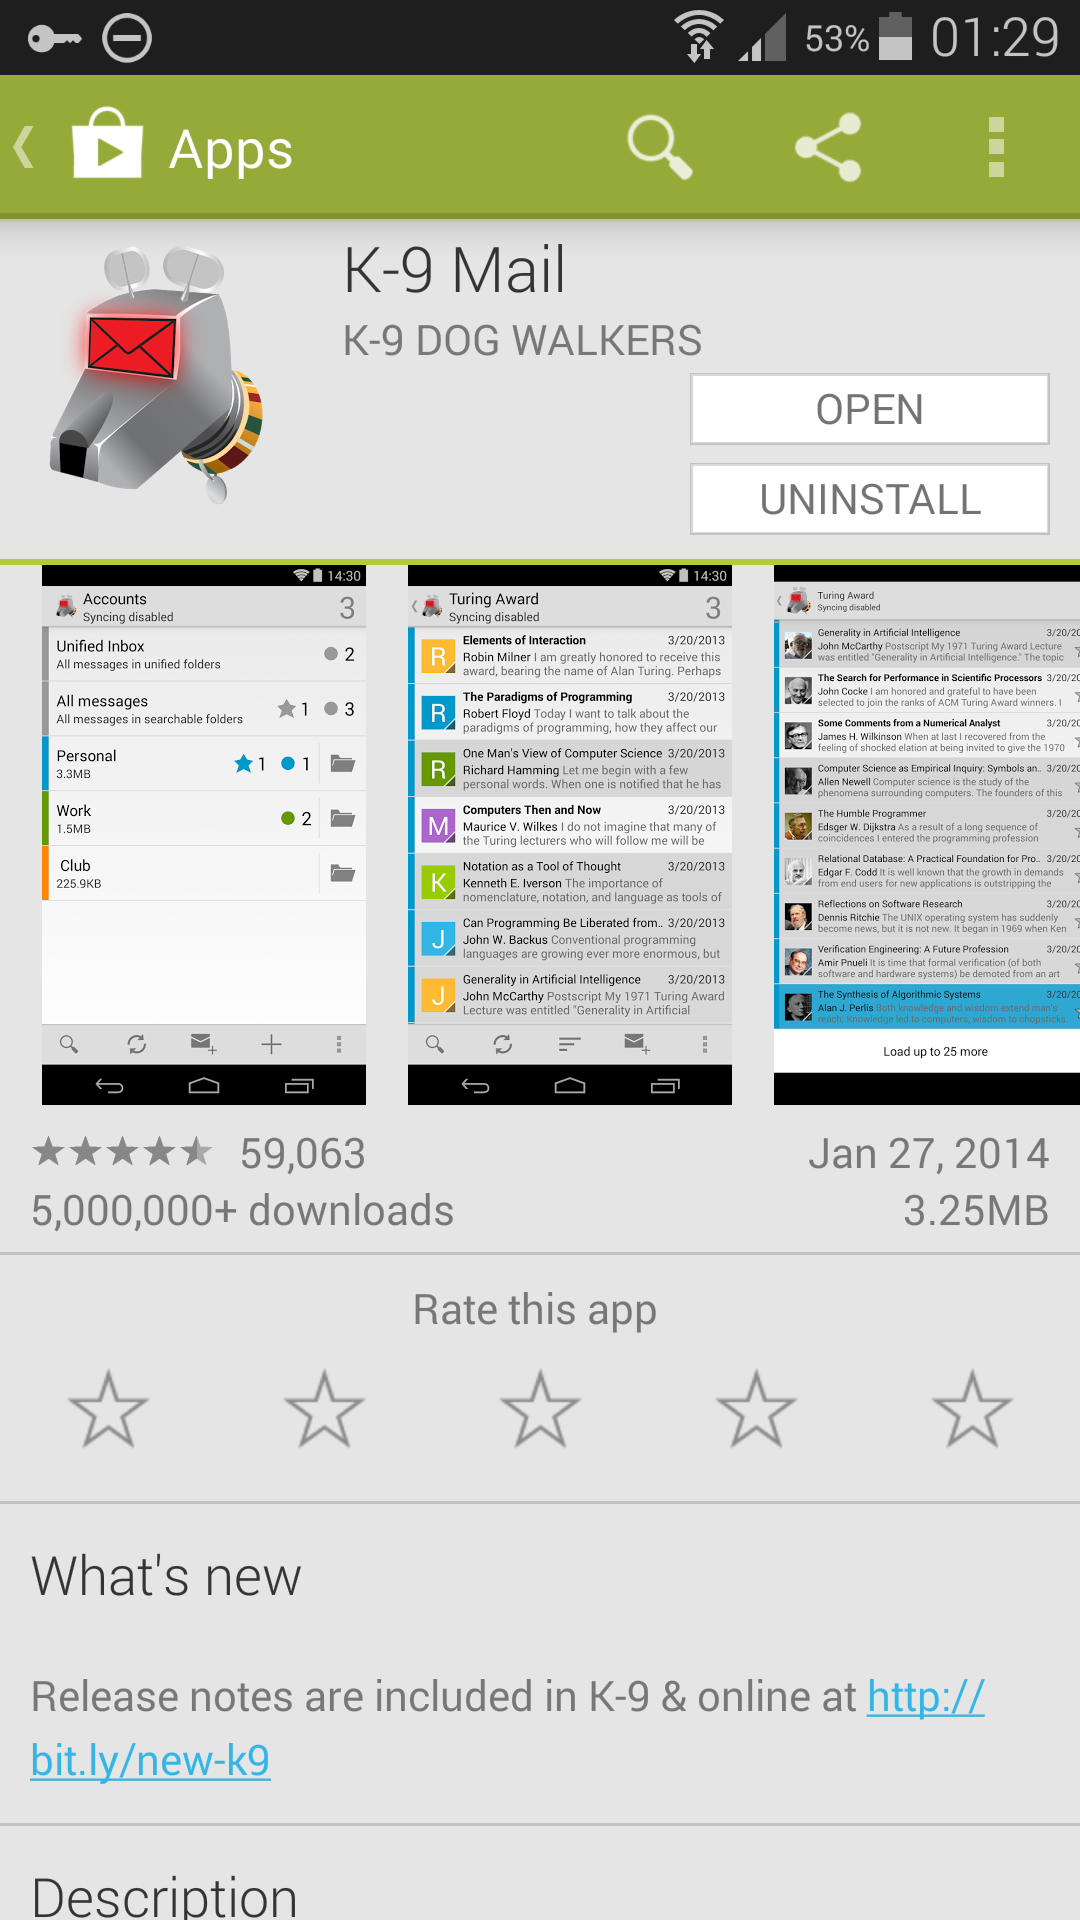 53% 01:29
Apps
K-9 Mail
K-9 DOG WALKERS
OPEN
UNINSTALL
14:30
Accounts
Syncing disabled
3
Unified Inbox
All messages in unified folders
2
All messages
All messages in searchable folders
1 3
Personal
3.3MB
1 1
Work
1.5MB
2
Club
225.9KB
14:30
Turing Award
Syncing disabled
3
R
Elements of Interaction 3/20/2013
Robin Milner I am greatly honored to receive this
award, bearing the name of Alan Turing. Perhaps
R
The Paradigms of Programming 3/20/2013
Robert Floyd Today I want to talk about the
paradigms of programming, how they affect our
R
One Man's View of Computer Science 3/20/2013
Richard Hamming Let me begin with a few
personal words. When one is notified that he has
M
Computers Then and Now 3/20/2013
Maurice V. Wilkes I do not imagine that many of
the Turing lecturers who will follow me will be
K
Notation as a Tool of Thought 3/20/2013
Kenneth E. Iverson The importance of
nomenclature, notation, and language as tools of
J
Can Programming Be Liberated from.. 3/20/2013
John W. Backus Conventional programming
languages are growing ever more enormous, but
J
Generality in Artificial Intelligence 3/20/2013
John McCarthy Postscript My 1971 Turing Award
Lecture was entitled "Generality in Artificial
Turing Award
Syncing disabled
Generality in Artificial Intelligence 3/20/20
John McCarthy Postscript My 1971 Turing Award Lecture
was entitled "Generality in Artificial Intelligence." The topic
The Search for Performance in Scientific Processors 3/20/20
John Cocke I am honored and grateful to have been
selected to join the ranks of ACM Turing Award winners. I
Some Comments from a Numerical Analyst 3/20/20
James H. Wilkinson When at last I recovered from the
feeling of shocked elation at being invited to give the 1970
Computer Science as Empirical Inquiry: Symbols an.. 3/20/20
Allen Newell Computer science is the study of the
phenomena surrounding computers. The founders of this
The Humble Programmer 3/20/20
Edsger W. Dijkstra As a result of a long sequence of
coincidences I entered the programming profession
Relational Database: A Practical Foundation for Pro.. 3/20/20
Edgar F. Codd It is well known that the growth in demands
from end users for new applications is outstripping the
Reflections on Software Research 3/20/20
Dennis Ritchie The UNIX operating system has suddenly
become news, but it is not new. It began in 1969 when Ken
Verification Engineering: A Future Profession 3/20/20
Amir Pnueli It is time that formal verification (of both
software and hardware systems) be demoted from an art
The Synthesis of Algorithmic Systems 3/20/20
Alan J. Perlis Both knowledge and wisdom extend man's
reach. Knowledge led to computers, wisdom to chopsticks.
Load up to 25 more
59,063 Jan 27, 2014
5,000,000+ downloads 3.25MB
Rate this app
What's new
Release notes are included in K-9 & online at http://
bit.ly/new-k9
Description